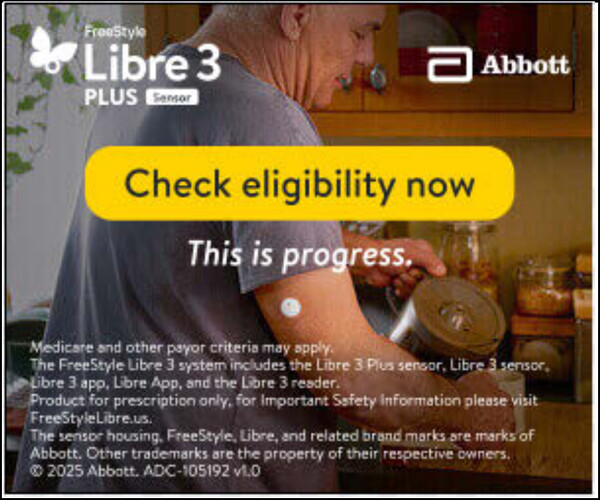 FreeStyle
Libre 3
PLUS Sensor
Abbott
Check eligibility now
This is progress.
Medicare and other payor criteria may apply.
The FreeStyle Libre 3 system includes the Libre 3 Plus sensor, Libre 3 sensor,
Libre 3 app, Libre App, and the Libre 3 reader.
Product for prescription only, for Important Safety Information please visit
FreeStyleLibre.us.
The sensor housing, FreeStyle, Libre, and related brand marks are marks of
Abbott. Other trademarks are the property of their respective owners.
© 2025 Abbott. ADC-105192 v1.0